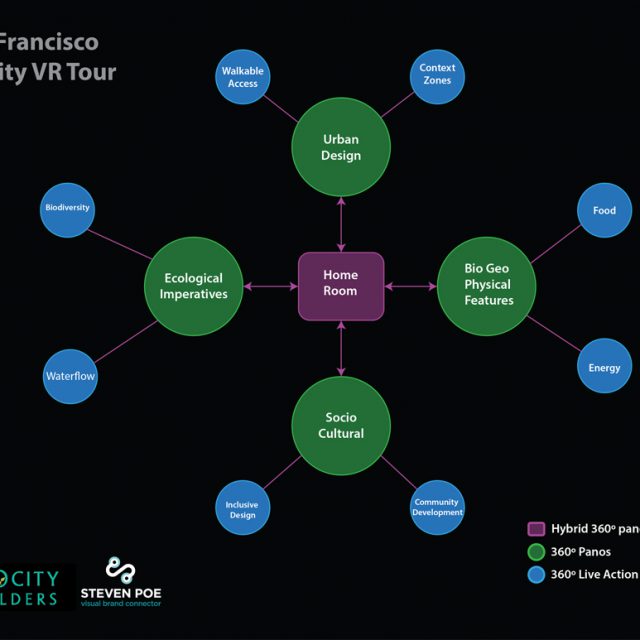 Francisco
ity VR Tour
Walkable
Access
Context
Zones
Urban
Design
Biodiversity
Food
Ecological
Imperatives
Home
Room
Bio Geo
Physical
Features
Waterflow
Energy
Socio
Cultural
Inclusive
Design
Community
Development
Hybrid 360º pan
360º Panos
360º Live Action
OCITY
LDERS
STEVEN POE
visual brand connector